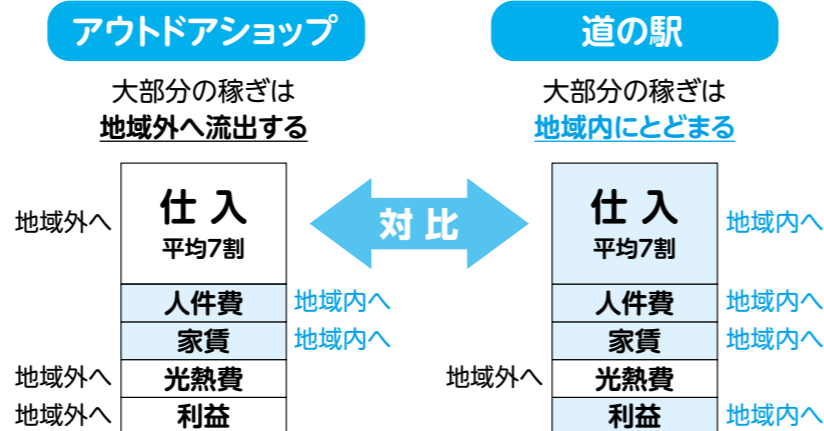 アウトドアショップ
大部分の稼ぎは
地域外へ流出する
地域外へ
仕入
平均7割
人件費
地域内へ
家賃
地域内へ
地域外へ
光熱費
地域外へ
利益
対比
道の駅
大部分の稼ぎは
地域内にとどまる
仕入
平均7割
地域内へ
人件費
地域内へ
家賃
地域内へ
地域外へ
光熱費
利益
地域内へ